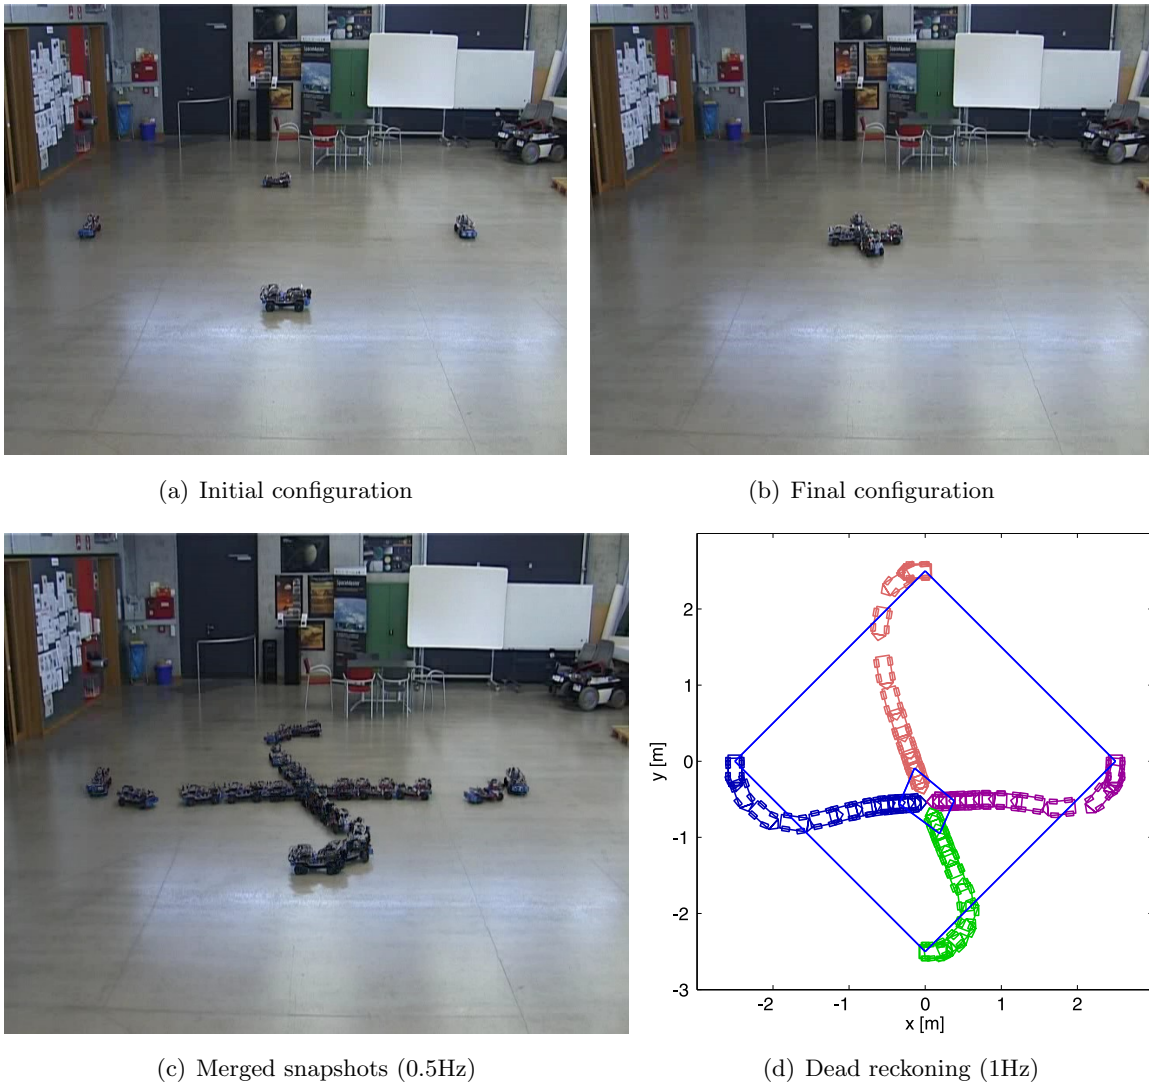 (a) Initial configuration
(b) Final configuration
SpaceMaster
(c) Merged snapshots (0.5Hz)
2
1
0
-1
-2
-3
y [m]
-2
-1
0
1
2
x [m]
(d) Dead reckoning (1Hz)